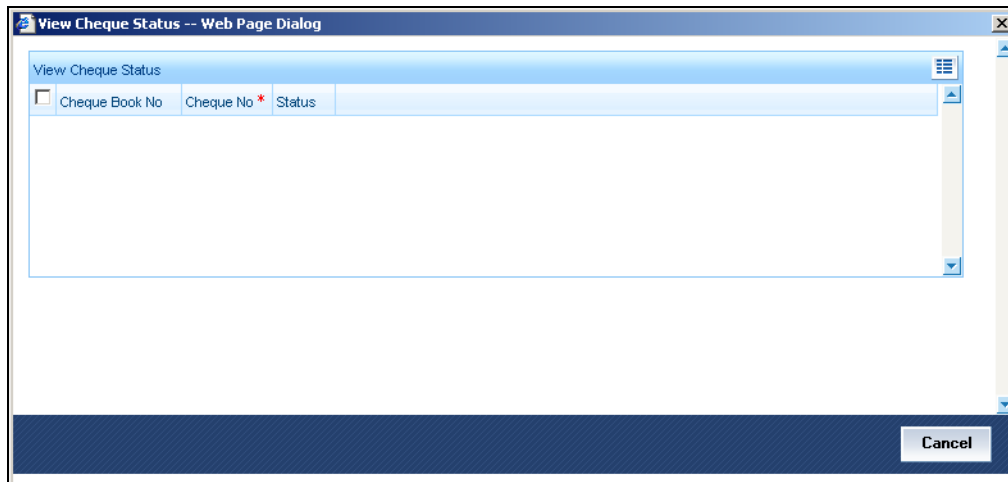 View Cheque Status -- Web Page Dialog
View Cheque Status
Cheque Book No Cheque No * Status
Cancel